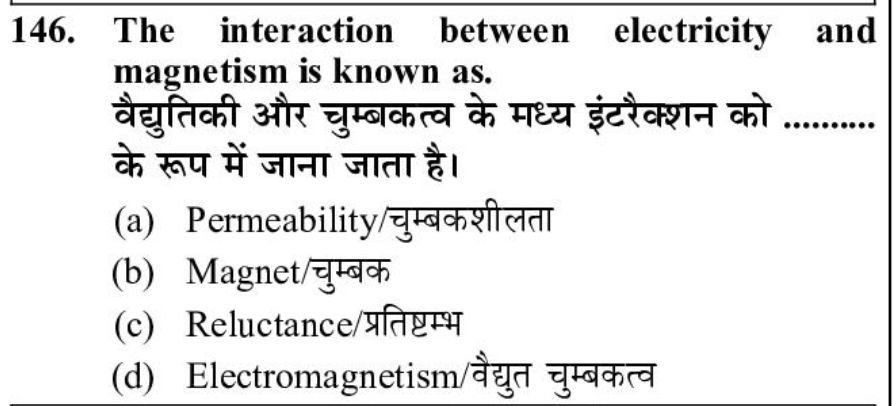 146. The interaction between electricity and
magnetism is known as.
वैद्युतिकी और चुम्बकत्व के मध्य इंटरैक्शन को ..........
के रूप में जाना जाता है।
(a) Permeability/चुम्बकशीलता
(b) Magnet/चुम्बक
(c) Reluctance/प्रतिष्टम्भ
(d) Electromagnetism/वैद्युत चुम्बकत्व